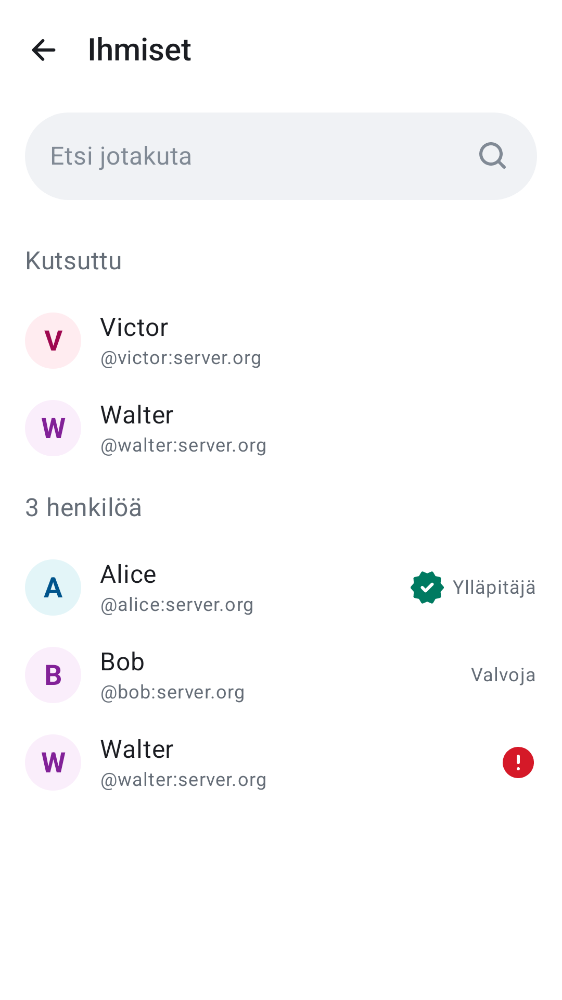 Ihmiset
Etsi jotakuta
Kutsuttu
V
Victor
@victor:server.org
W
Walter
@walter:server.org
3 henkilöä
A
Alice
@alice:server.org
Ylläpitäjä
B
Bob
@bob:server.org
Valvoja
W
Walter
@walter:server.org